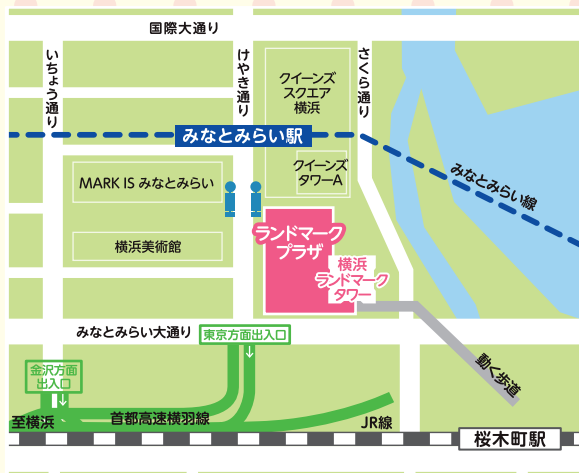 国際大通り
いちょう通り
けやき通り
さくら通り
クイーンズ
スクエア
横浜
みなとみらい駅
クイーンズ
タワーA
みなとみらい線
MARK IS みなとみらい
ランドマーク
プラザ
横浜美術館
横浜
ランドマーク
タワー
みなとみらい大通り
東京方面出入口
動く歩道
金沢方面
出入口
至横浜
首都高速横羽線
JR線
桜木町駅